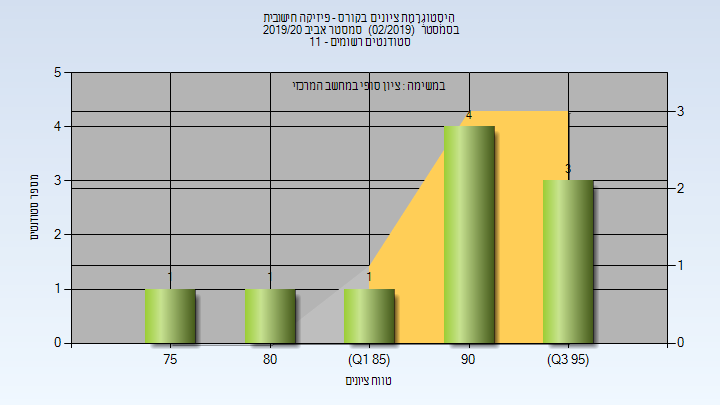 היסטוגרמת ציונים בקורס - פיזיקה חישובית
בסמסטר (02/2019) סמסטר אביב 2019/20
סטודנטים רשומים - 11
במשימה : ציון סופי במחשב המרכזי
מספר סטודנטים
5
4
3
2
1
0
3
2
1
0
1
1
1
4
3
75
80
(Q1 85)
90
(Q3 95)
טווח ציונים